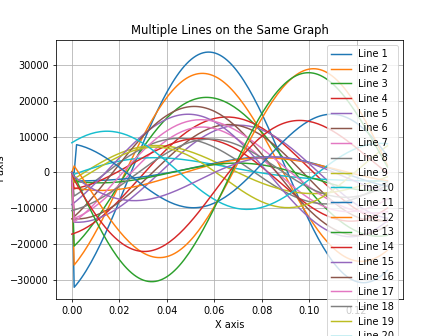 Multiple Lines on the Same Graph
30000
20000
10000
0
−10000
−20000
−30000
0.00 0.02 0.04 0.06 0.08 0.10
X axis
Line 1
Line 2
Line 3
Line 4
Line 5
Line 6
Line 7
Line 8
Line 9
Line 10
Line 11
Line 12
Line 13
Line 14
Line 15
Line 16
Line 17
Line 18
Line 19
Line 20